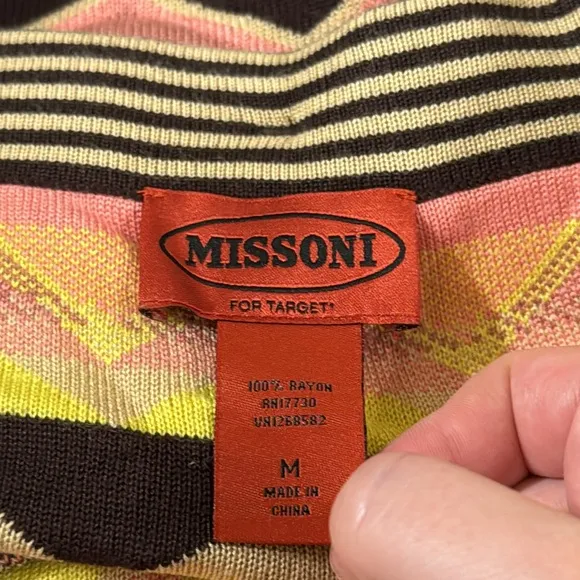 MISSONI
FOR TARGET*
100% RAYON
RN17730
VN1268582
M
MADE IN
CHINA